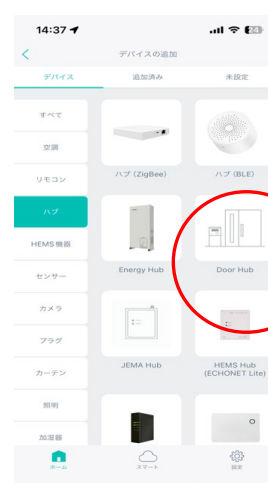 14:37
24
デバイスの追加
デバイス
追加済み
未設定
すべて
空調
リモコン
ハブ
HEMS機器
センサー
カメラ
プラグ
カーテン
照明
加湿器
ハブ (ZigBee)
ハブ (BLE)
Energy Hub
Door Hub
JEMA Hub
HEMS Hub
(ECHONET Lite)
ホーム
スマート
設定